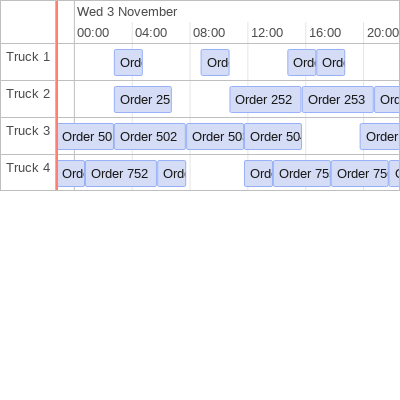 Wed 3 November
00:00 04:00 08:00 12:00 16:00 20:00
Truck 1 Ord Ord Ord Ord
Truck 2 Order 25 Order 252 Order 253 Ord
Truck 3 Order 50 Order 502 Order 50 Order 50 Order
Truck 4 Ord Order 752 Ord Ord Order 75 Order 75